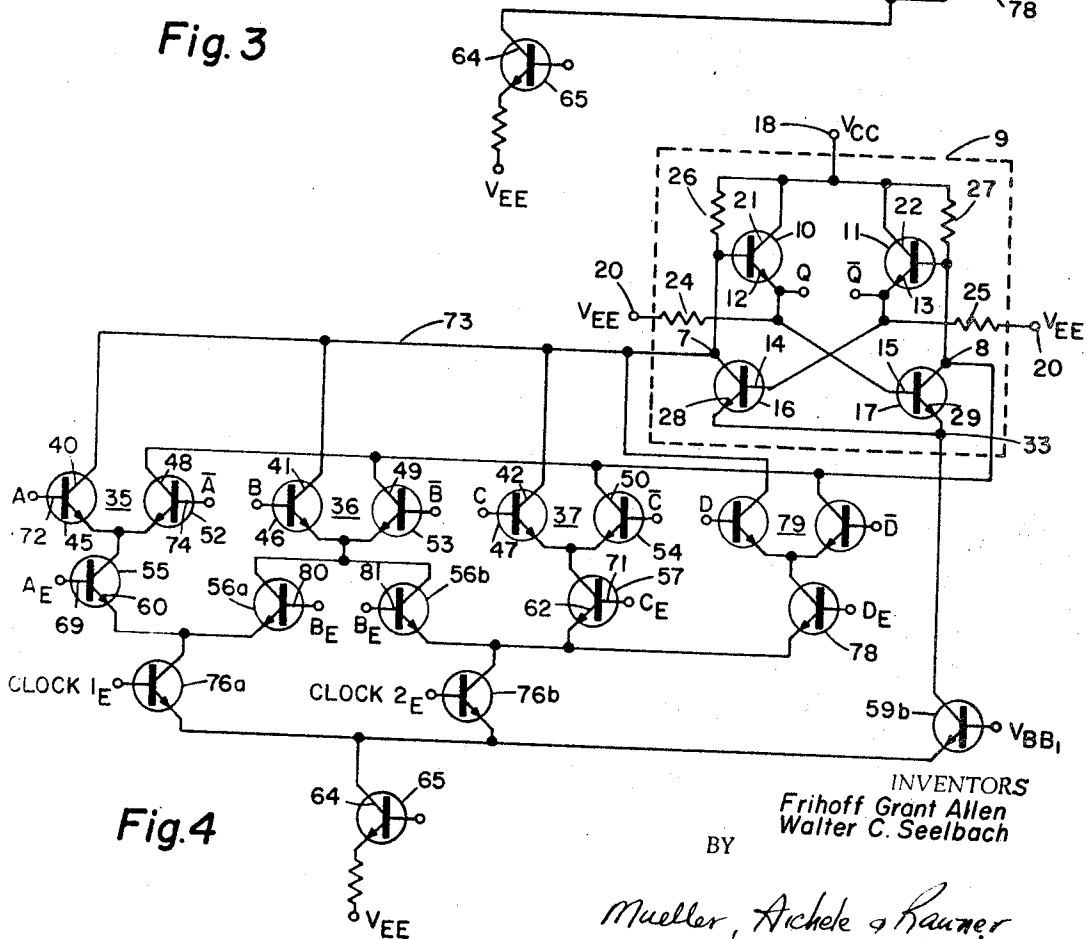 78
Fig. 3
64
65
VEE
18
VCC
9
26
21
10
22
11
27
12
Q
Q̅
13
20
VEE
24
25
VEE
20
73
7
14
15
8
28
16
17
29
33
40
A
35
48
A̅
72
45
74
52
41
B
36
49
B̅
46
53
42
C
37
50
C̅
47
54
D
79
D̅
55
AE
60
69
56a
80
BE
81
BE
56b
71
57
62
CE
DE
78
CLOCK 1E
76a
CLOCK 2E
76b
59b
VBB1
64
65
VEE
Fig. 4
INVENTORS
Frihoff Grant Allen
Walter C. Seelbach
BY
Mueller, Aichele & Rauner